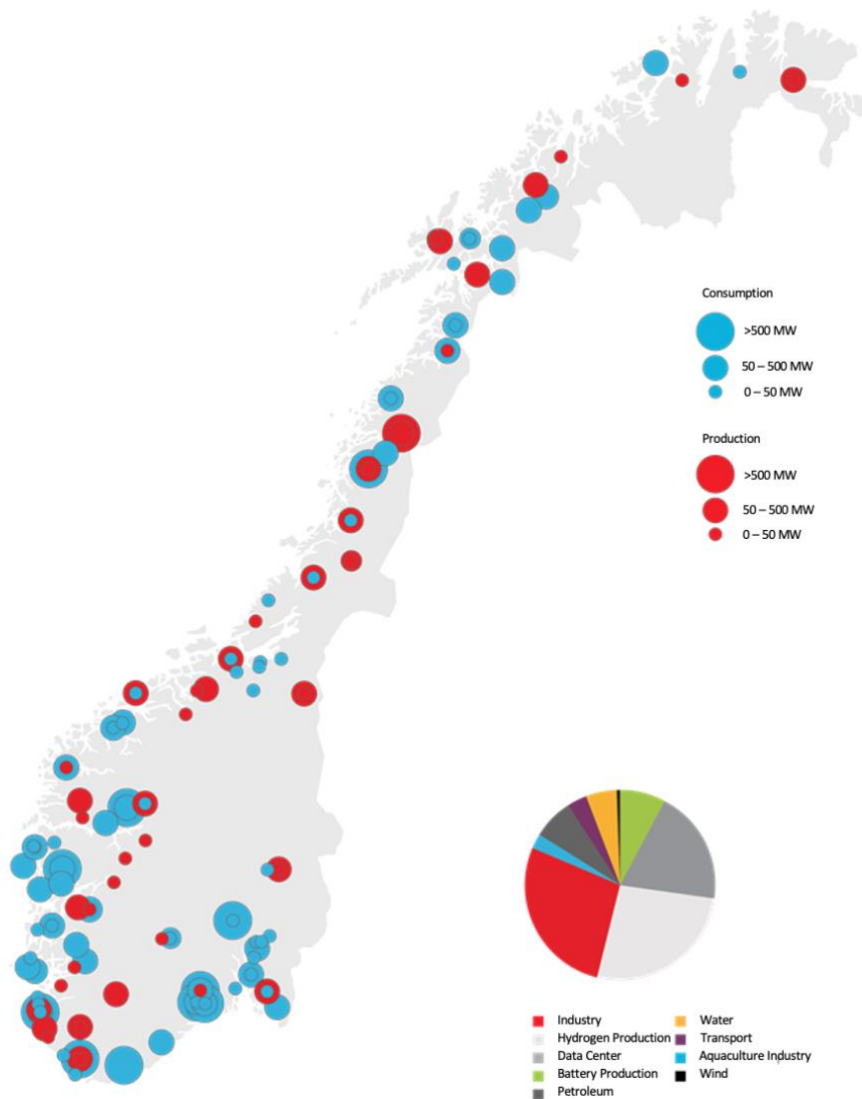 Consumption
>500 MW
50 – 500 MW
0 – 50 MW
Production
>500 MW
50 – 500 MW
0 – 50 MW
Industry
Hydrogen Production
Data Center
Battery Production
Petroleum
Water
Transport
Aquaculture Industry
Wind